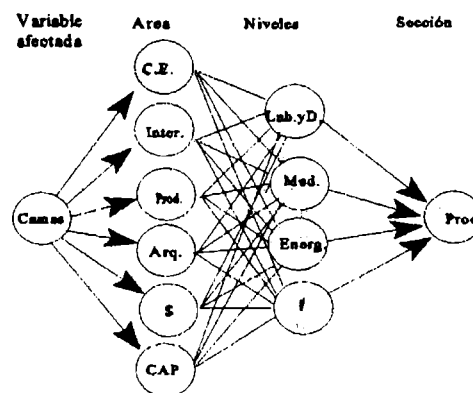 Variable afectada
Area
Niveles
Sección
C.E.
Inter.
Prod.
Arq.
$
CAP
Camas
Lab.yD.
Med.
Energ
Proc